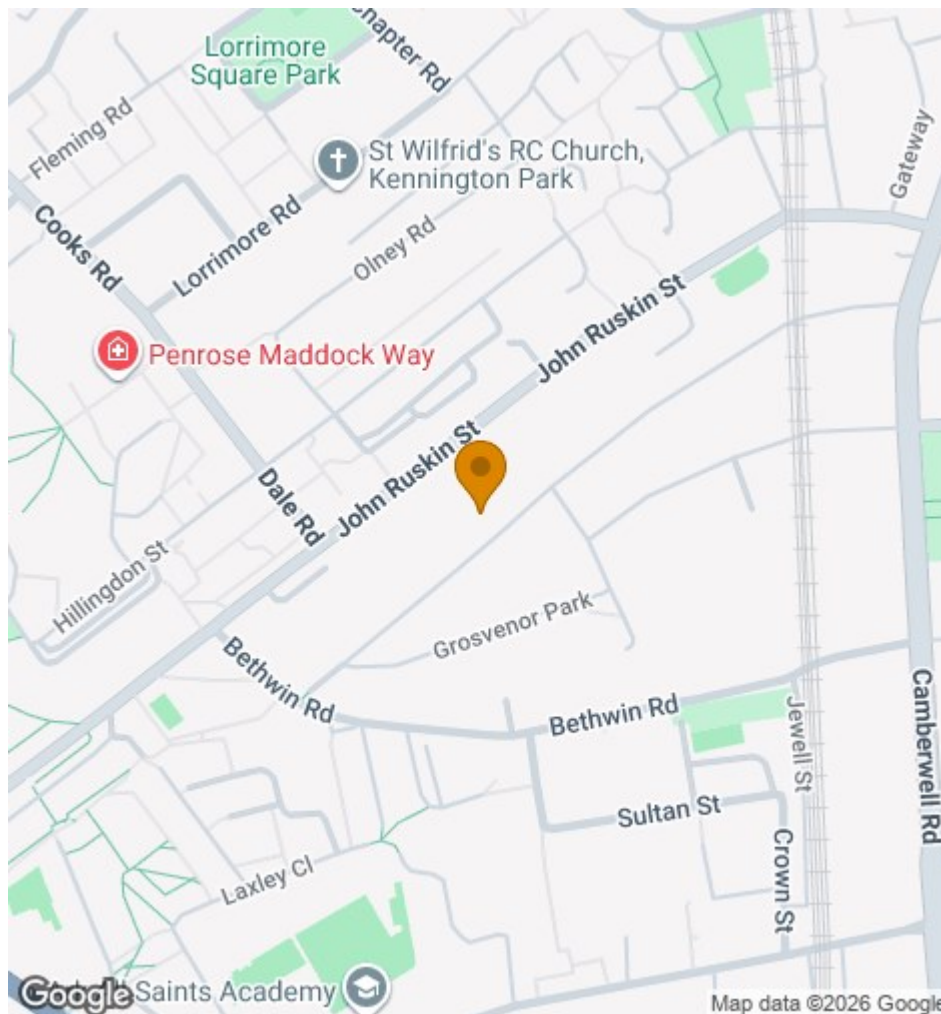 Lorrimore
Square Park
Chapter Rd
Fleming Rd
St Wilfrid's RC Church,
Kennington Park
Gateway
Cooks Rd
Lorrimore Rd
Olney Rd
John Ruskin St
Penrose Maddock Way
John Ruskin St
Dale Rd
Hillingdon St
Grosvenor Park
Bethwin Rd
Bethwin Rd
Jewell St
Camberwell Rd
Sultan St
Crown St
Laxley Cl
Google
Saints Academy
Map data ©2026 Google